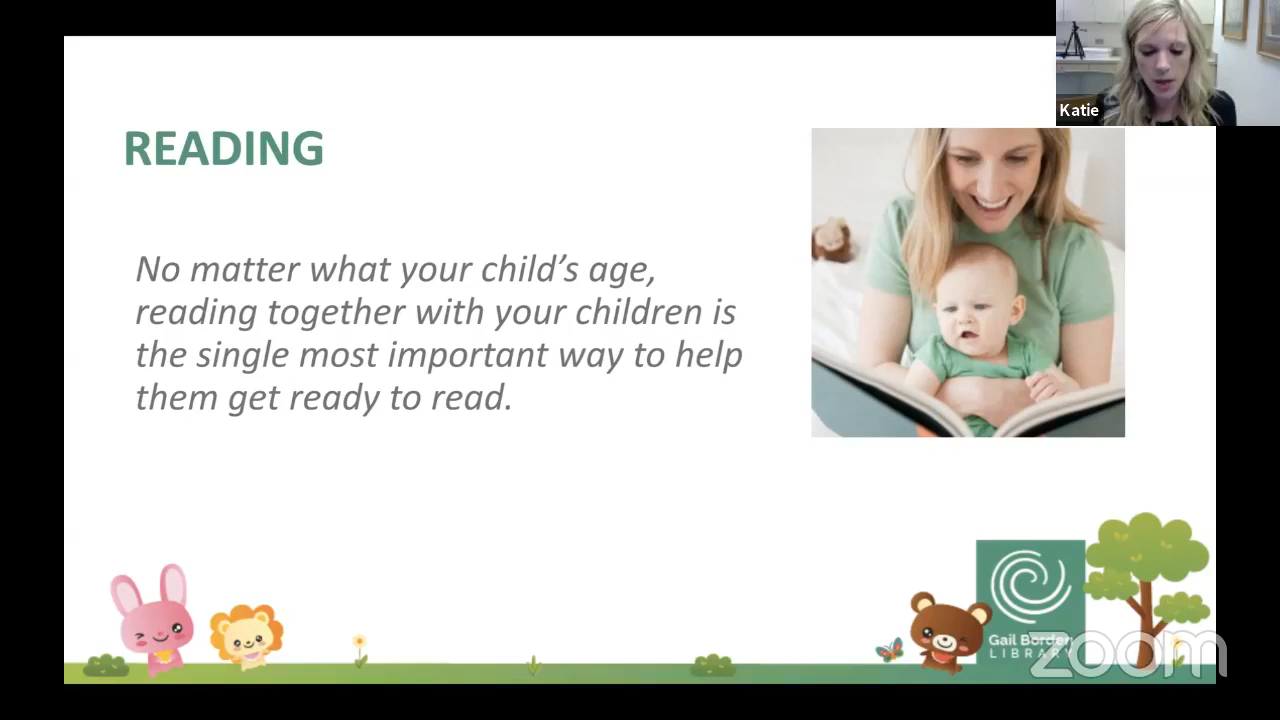 Katie
READING
No matter what your child’s age,
reading together with your children is
the single most important way to help
them get ready to read.
Gail Borden
LIBRARY
zoom